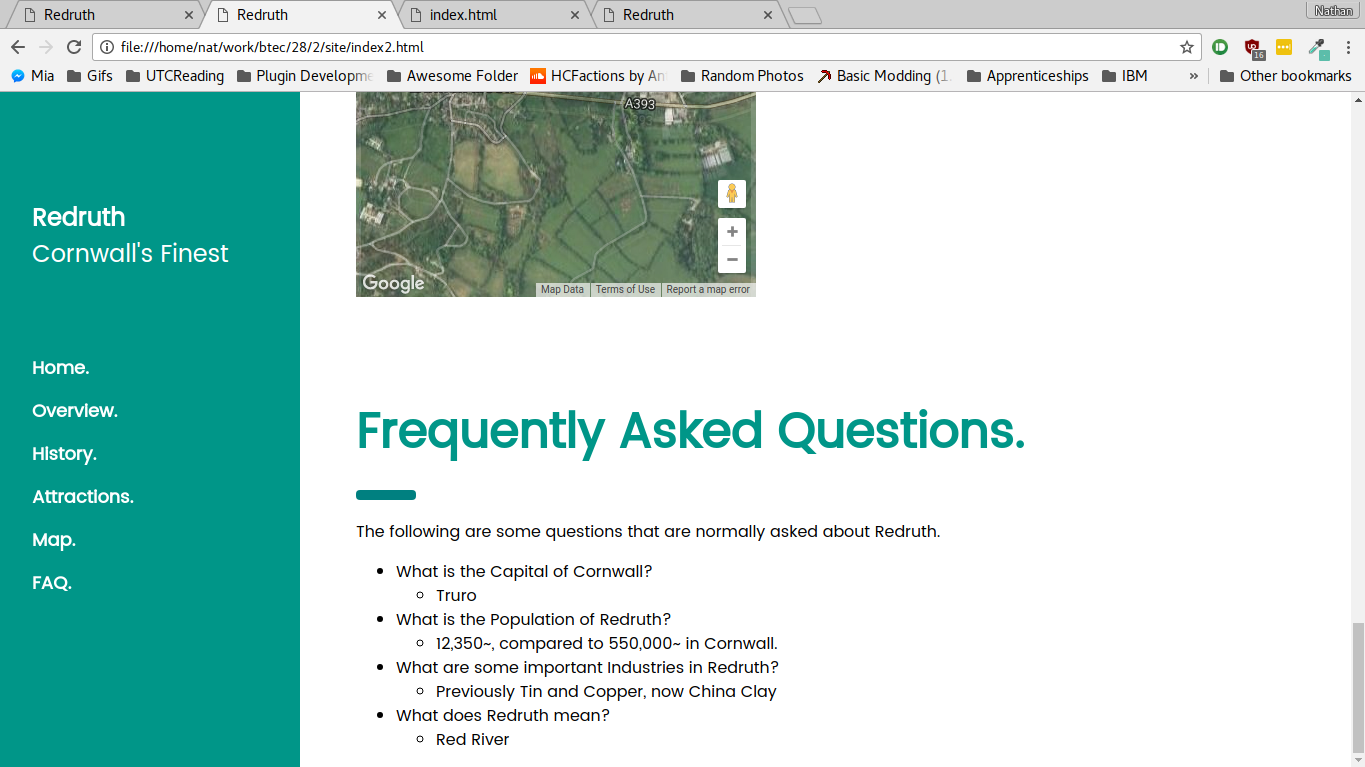 Redruth
Redruth
index.html
Redruth
Nathan
file:///home/nat/work/btec/28/2/site/index2.html
16
Mia
Gifs
UTCReading
Plugin Developme
Awesome Folder
HCFactions by An
Random Photos
Basic Modding (1.
Apprenticeships
IBM
»
Other bookmarks
A393
Google
Map Data
Terms of Use
Report a map error
Redruth
Cornwall's Finest
Home.
Overview.
History.
Attractions.
Map.
FAQ.
Frequently Asked Questions.
The following are some questions that are normally asked about Redruth.
What is the Capital of Cornwall?
Truro
What is the Population of Redruth?
12,350~, compared to 550,000~ in Cornwall.
What are some important Industries in Redruth?
Previously Tin and Copper, now China Clay
What does Redruth mean?
Red River